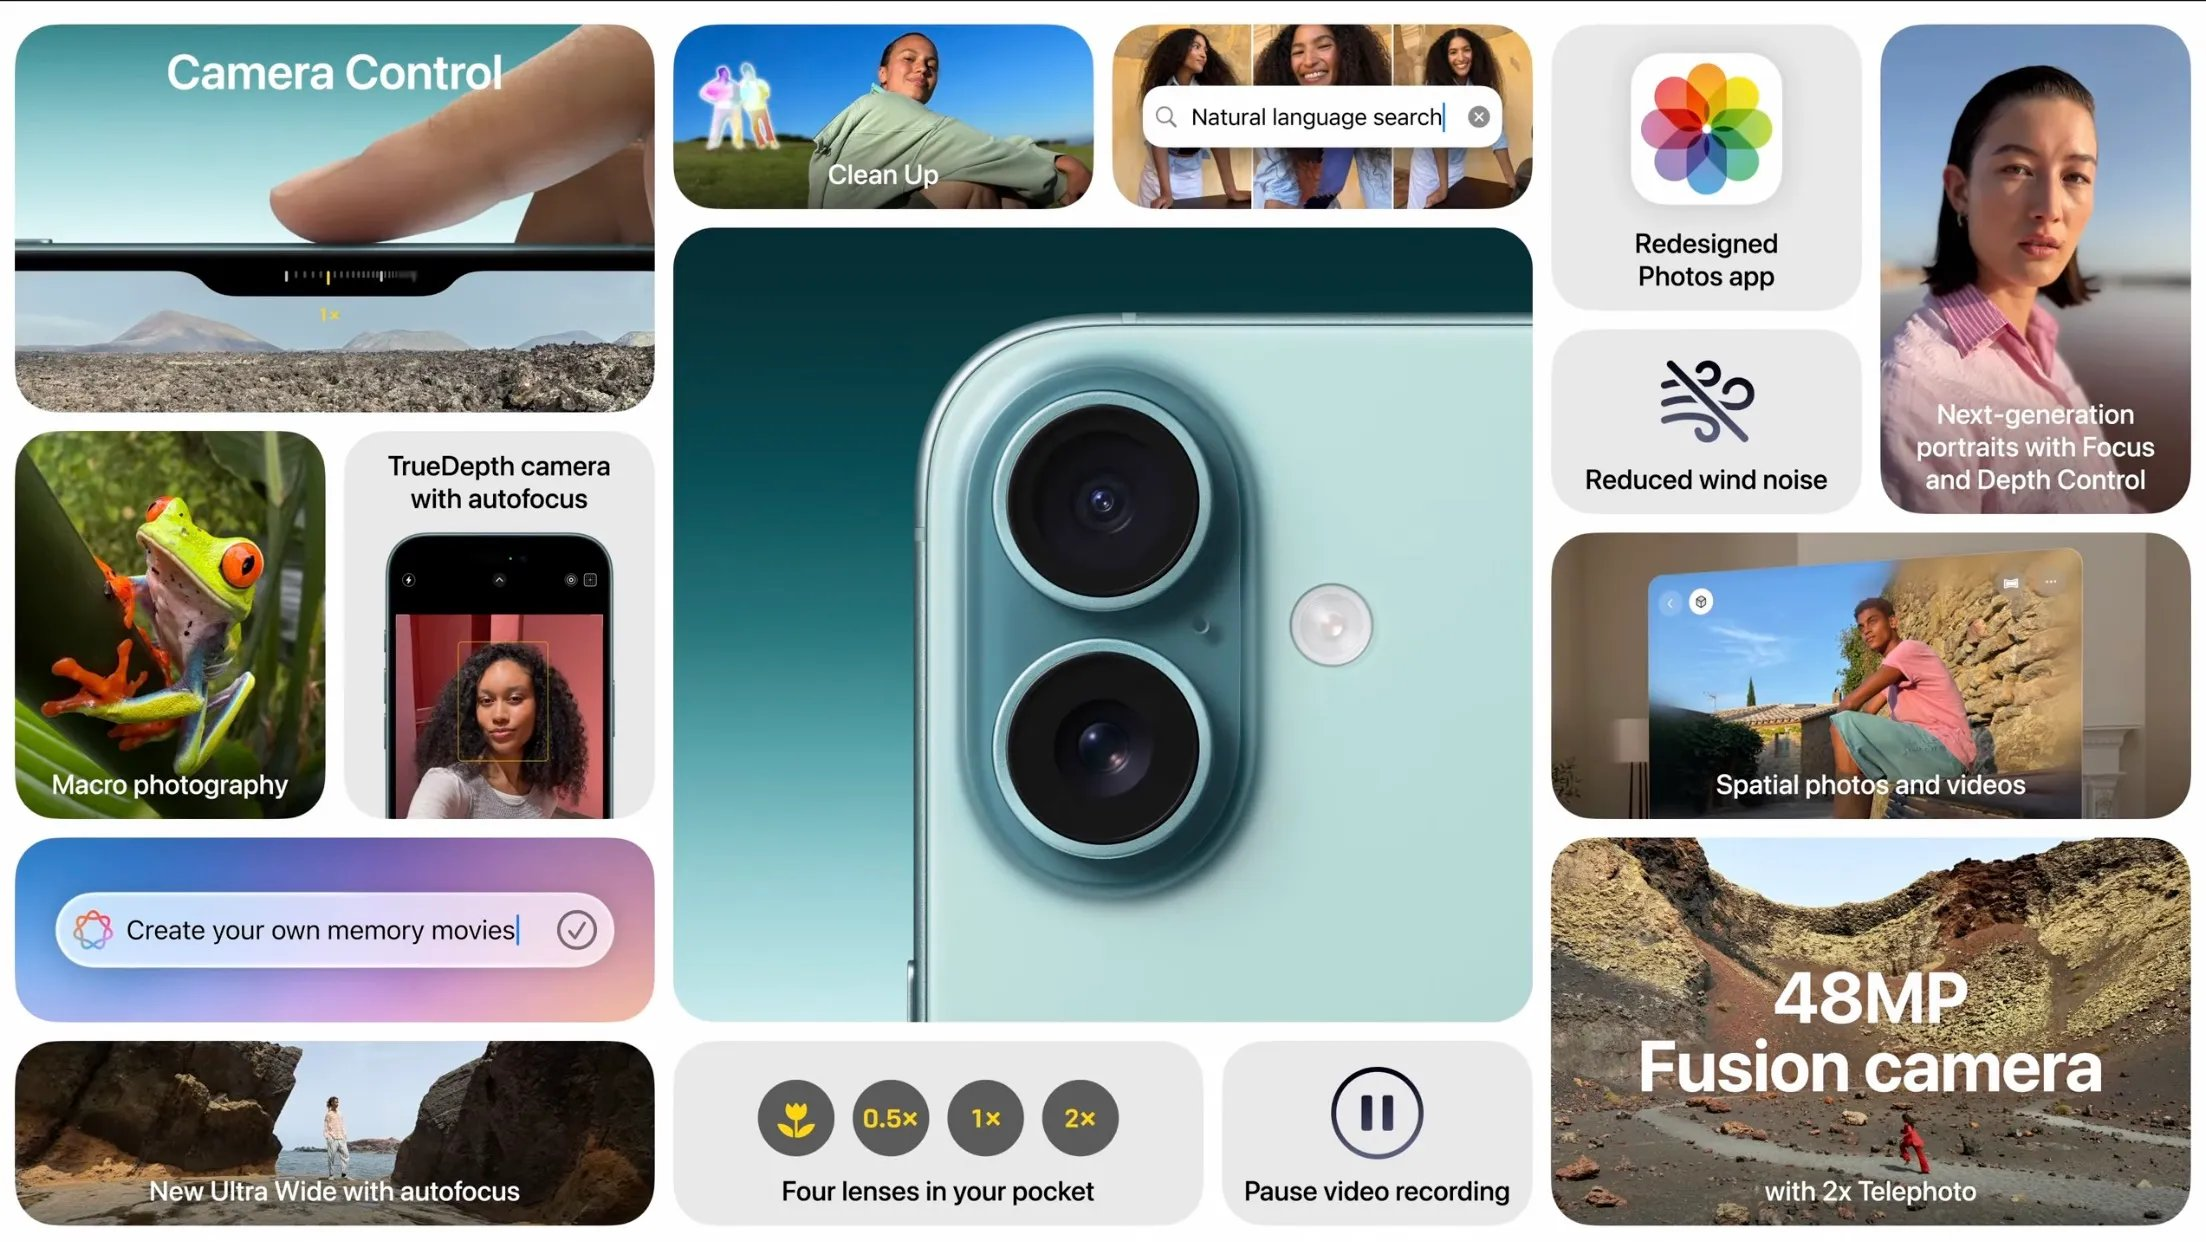 Camera Control
1×
Clean Up
Natural language search
Redesigned
Photos app
Next-generation
portraits with Focus
and Depth Control
Reduced wind noise
Macro photography
TrueDepth camera
with autofocus
Spatial photos and videos
Create your own memory movies
48MP
Fusion camera
with 2x Telephoto
New Ultra Wide with autofocus
0.5× 1× 2×
Four lenses in your pocket
Pause video recording